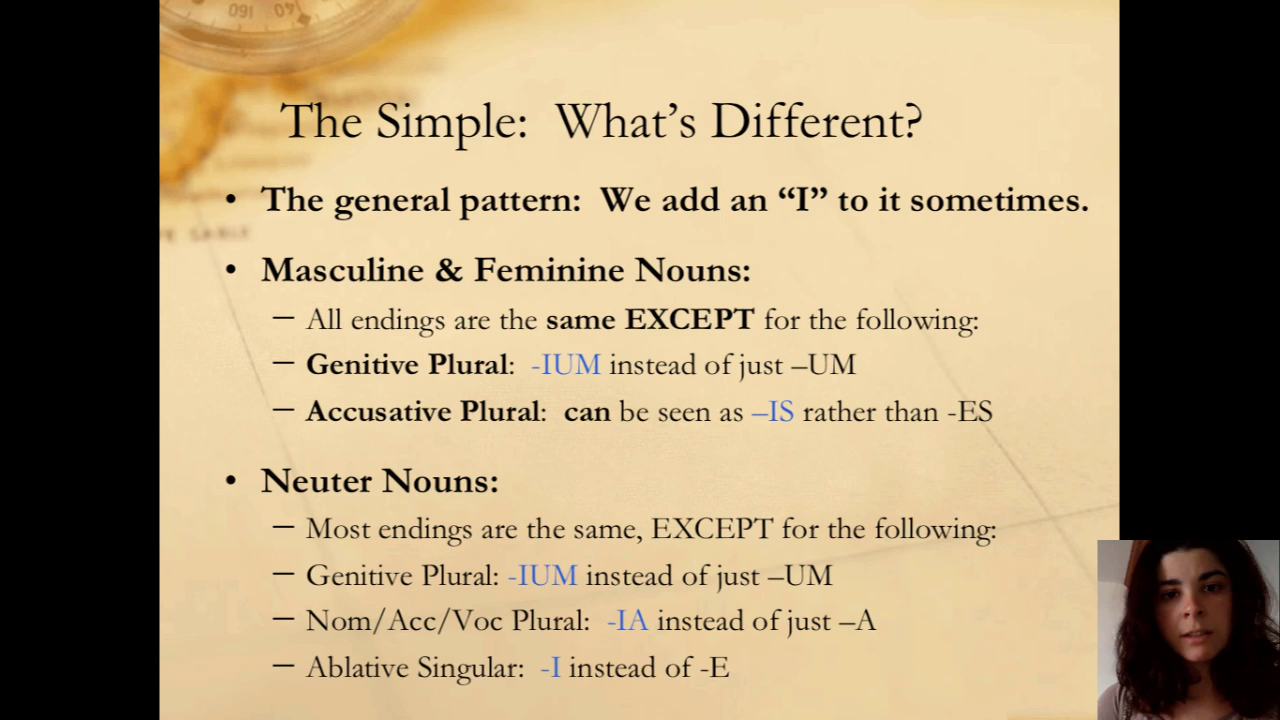 The Simple:  What’s Different?
• The general pattern:  We add an “I” to it sometimes.
• Masculine & Feminine Nouns:
– All endings are the same EXCEPT for the following:
– Genitive Plural:  -IUM instead of just –UM
– Accusative Plural:  can be seen as –IS rather than -ES
• Neuter Nouns:
– Most endings are the same, EXCEPT for the following:
– Genitive Plural: -IUM instead of just –UM
– Nom/Acc/Voc Plural:  -IA instead of just –A
– Ablative Singular:  -I instead of -E